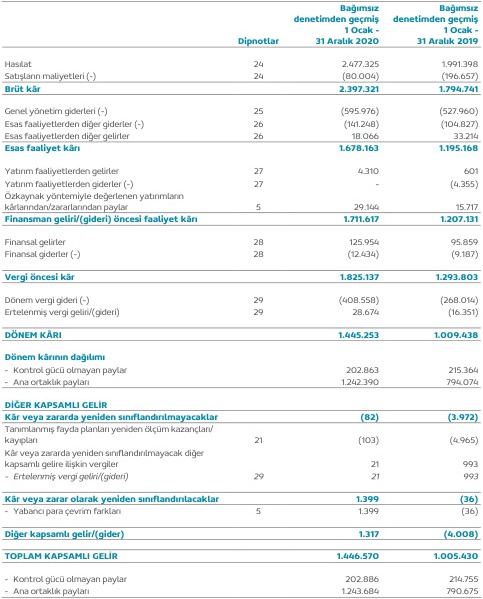 Bağımsız Bağımsız
denetimden geçmiş denetimden geçmiş
1 Ocak - 1 Ocak -
Dipnotlar 31 Aralık 2020 31 Aralık 2019
Hasılat 24 2.477.325 1.991.398
Satışların maliyetleri (-) 24 (80.004) (196.657)
Brüt kâr 2.397.321 1.794.741
Genel yönetim giderleri (-) 25 (595.976) (527.960)
Esas faaliyetlerden diğer giderler (-) 26 (141.248) (104.827)
Esas faaliyetlerden diğer gelirler 26 18.066 33.214
Esas faaliyet kârı 1.678.163 1.195.168
Yatırım faaliyetlerden gelirler 27 4.310 601
Yatırım faaliyetlerden giderler (-) 27 - (4.355)
Özkaynak yöntemiyle değerlenen yatırımların
kârlarından/zararlarından paylar 5 29.144 15.717
Finansman geliri/(gideri) öncesi faaliyet kârı 1.711.617 1.207.131
Finansal gelirler 28 125.954 95.859
Finansal giderler (-) 28 (12.434) (9.187)
Vergi öncesi kâr 1.825.137 1.293.803
Dönem vergi gideri (-) 29 (408.558) (268.014)
Ertelenmiş vergi geliri/(gideri) 29 28.674 (16.351)
DÖNEM KÂRI 1.445.253 1.009.438
Dönem kârının dağılımı
- Kontrol gücü olmayan paylar 202.863 215.364
- Ana ortaklık payları 1.242.390 794.074
DİĞER KAPSAMLI GELİR
Kâr veya zararda yeniden sınıflandırılmayacaklar (82) (3.972)
Tanımlanmış fayda planları yeniden ölçüm kazançları/
kayıpları 21 (103) (4.965)
Kâr veya zararda yeniden sınıflandırılmayacak diğer
kapsamlı gelire ilişkin vergiler 21 993
- Ertelenmiş vergi geliri/(gideri) 29 21 993
Kâr veya zarar olarak yeniden sınıflandırılacaklar 1.399 (36)
- Yabancı para çevrim farkları 5 1.399 (36)
Diğer kapsamlı gelir/(gider) 1.317 (4.008)
TOPLAM KAPSAMLI GELİR 1.446.570 1.005.430
- Kontrol gücü olmayan paylar 202.886 214.755
- Ana ortaklık payları 1.243.684 790.675